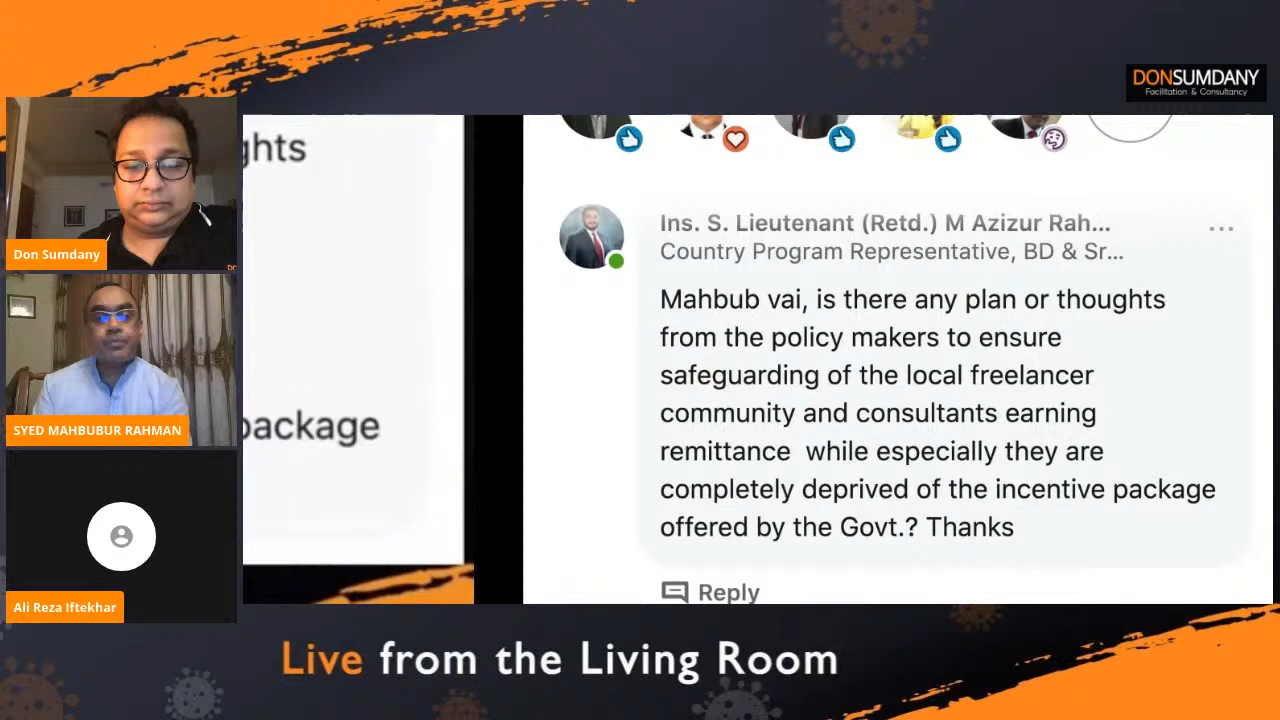 DONSUMDANY
Facilitation & Consultancy
Don Sumdany
SYED MAHBUBUR RAHMAN
Ali Reza Iftekhar
ghts
package
Ins. S. Lieutenant (Retd.) M Azizur Rah...
Country Program Representative, BD & Sr...
Mahbub vai, is there any plan or thoughts
from the policy makers to ensure
safeguarding of the local freelancer
community and consultants earning
remittance while especially they are
completely deprived of the incentive package
offered by the Govt.? Thanks
Reply
Live from the Living Room